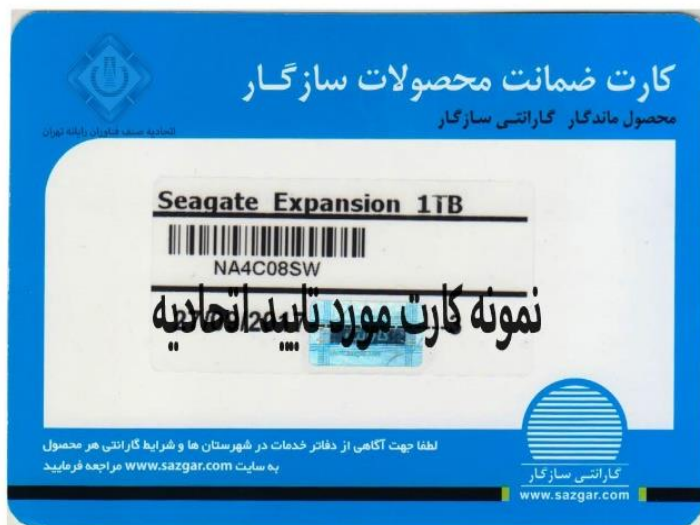 کارت ضمانت محصولات سازگار
محصول ماندگار گارانتی سازگار
اتحادیه صنف فناوران رایانه تهران
Seagate Expansion 1TB
NA4C08SW
نمونه کارت مورد تایید اتحادیه
لطفا جهت آگاهی از دفاتر خدمات در شهرستان ها و شرایط گارانتی هر محصول
به سایت www.sazgar.com مراجعه فرمایید
گارانتی سازگار
www.sazgar.com